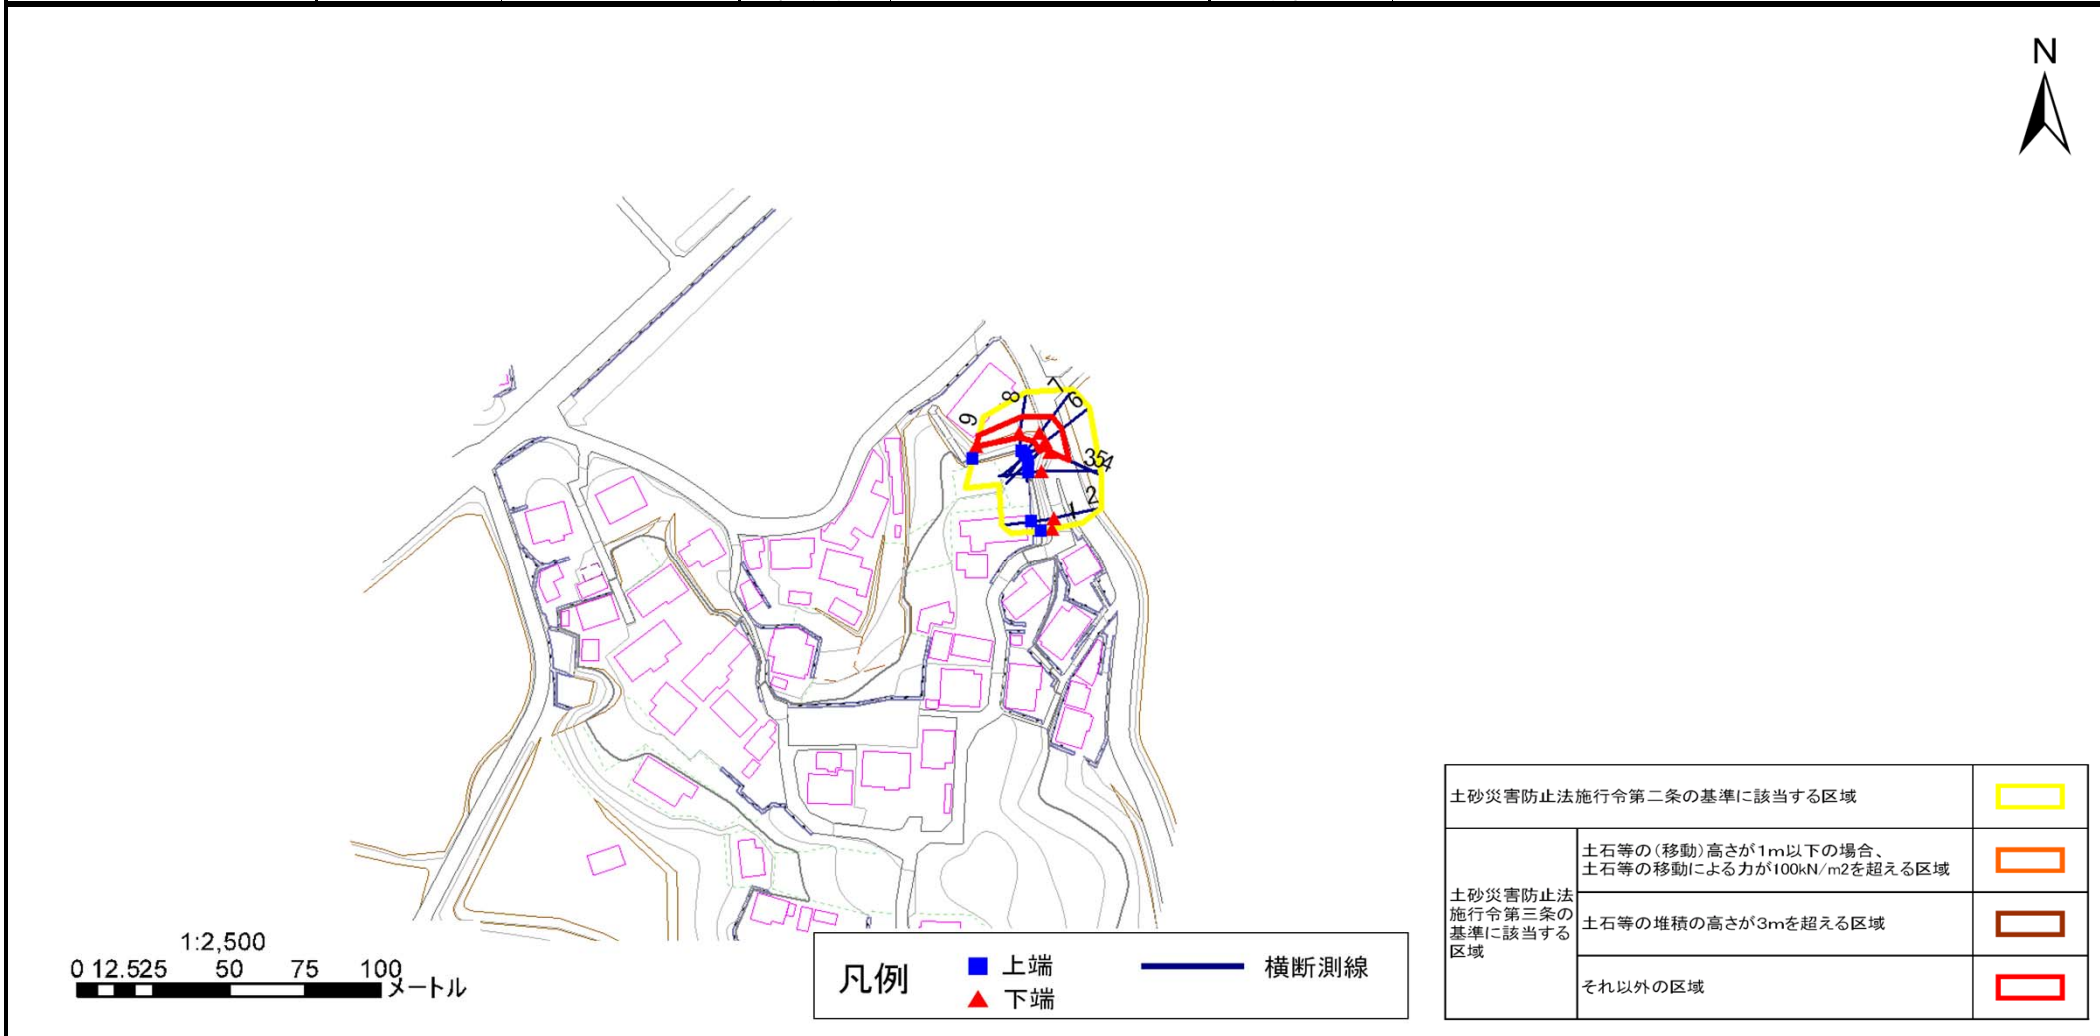 N
7
8
6
9
354
2
1
土砂災害防止法施行令第二条の基準に該当する区域
土石等の(移動)高さが1m以下の場合、
土石等の移動による力が100kN/m2を超える区域
土砂災害防止法
施行令第三条の
基準に該当する
区域
土石等の堆積の高さが3mを超える区域
それ以外の区域
1:2,500
0 12.525 50 75 100
メートル
凡例
上端
下端
横断測線